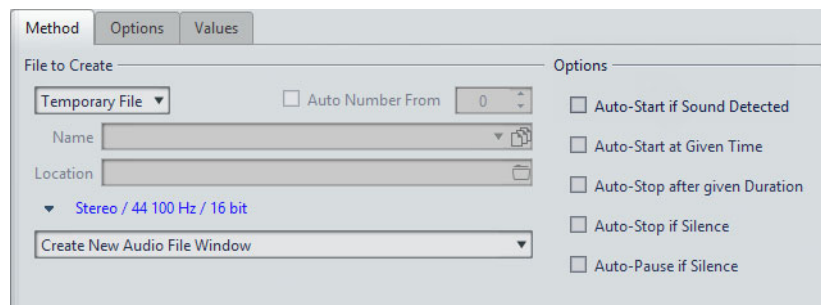 Method Options Values
File to Create
Temporary File
Auto Number From 0
Name
Location
Stereo / 44 100 Hz / 16 bit
Create New Audio File Window
Options
Auto-Start if Sound Detected
Auto-Start at Given Time
Auto-Stop after given Duration
Auto-Stop if Silence
Auto-Pause if Silence